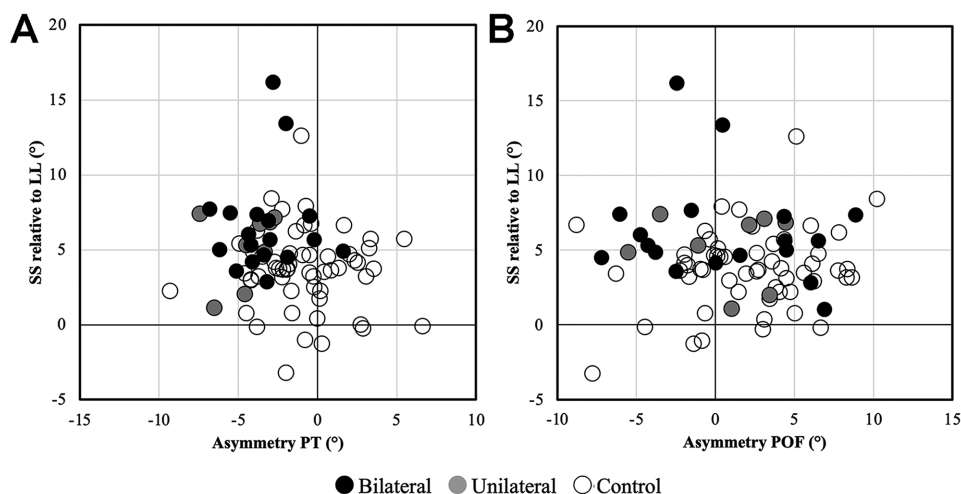 A
SS relative to LL (°)
20
15
10
5
0
-5
-15
-10
-5
0
5
10
Asymmetry PT (°)
B
SS relative to LL (°)
20
15
10
5
0
-5
-10
-5
0
5
10
15
Asymmetry POF (°)
Bilateral
Unilateral
Control